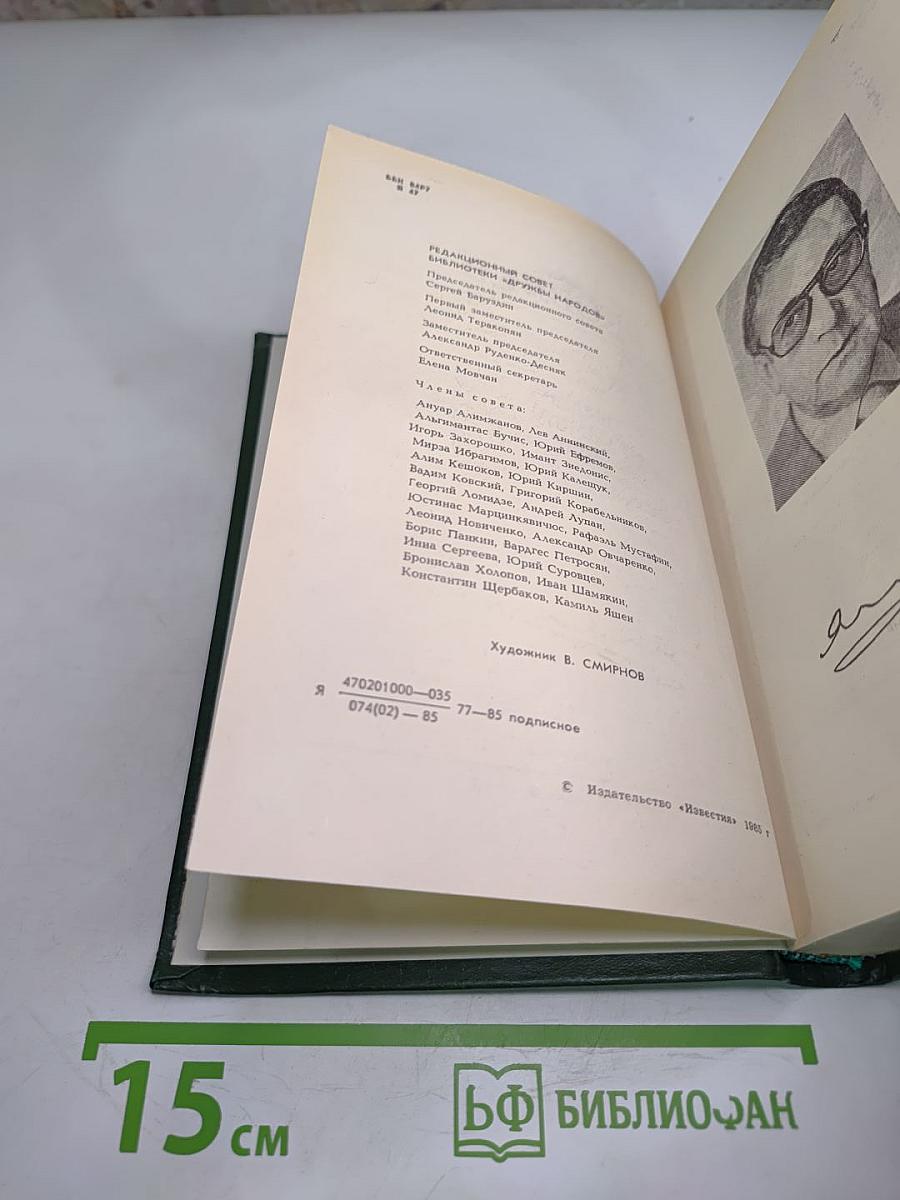 ББК 84Р7
Я 47
РЕДАКЦИОННЫЙ СОВЕТ
БИБЛИОТЕКИ «ДРУЖБЫ НАРОДОВ»
Председатель редакционного совета
Сергей Баруздин
Первый заместитель председателя
Леонид Теракопян
Заместитель председателя
Александр Руденко-Десняк
Ответственный секретарь
Елена Мовчан
Члены совета:
Ануар Алимжанов, Лев Аннинский,
Альгимантас Бучис, Юрий Ефремов,
Игорь Захорошко, Имант Зиедонис,
Мирза Ибрагимов, Юрий Калещук,
Алим Кешоков, Юрий Киршин,
Вадим Ковский, Григорий Корабельников,
Георгий Ломидзе, Андрей Лупан,
Юстинас Марцинкявичюс, Рафаэль Мустафин,
Леонид Новиченко, Александр Овчаренко,
Борис Панкин, Вардгес Петросян,
Инна Сергеева, Юрий Суровцев,
Бронислав Холопов, Иван Шамякин,
Константин Щербаков, Камиль Яшен
Художник В. СМИРНОВ
Я 470201000—035
074(02) — 85 77—85 подписное
© Издательство «Известия» 1985 г
15 см
БФ БИБЛИОФАН